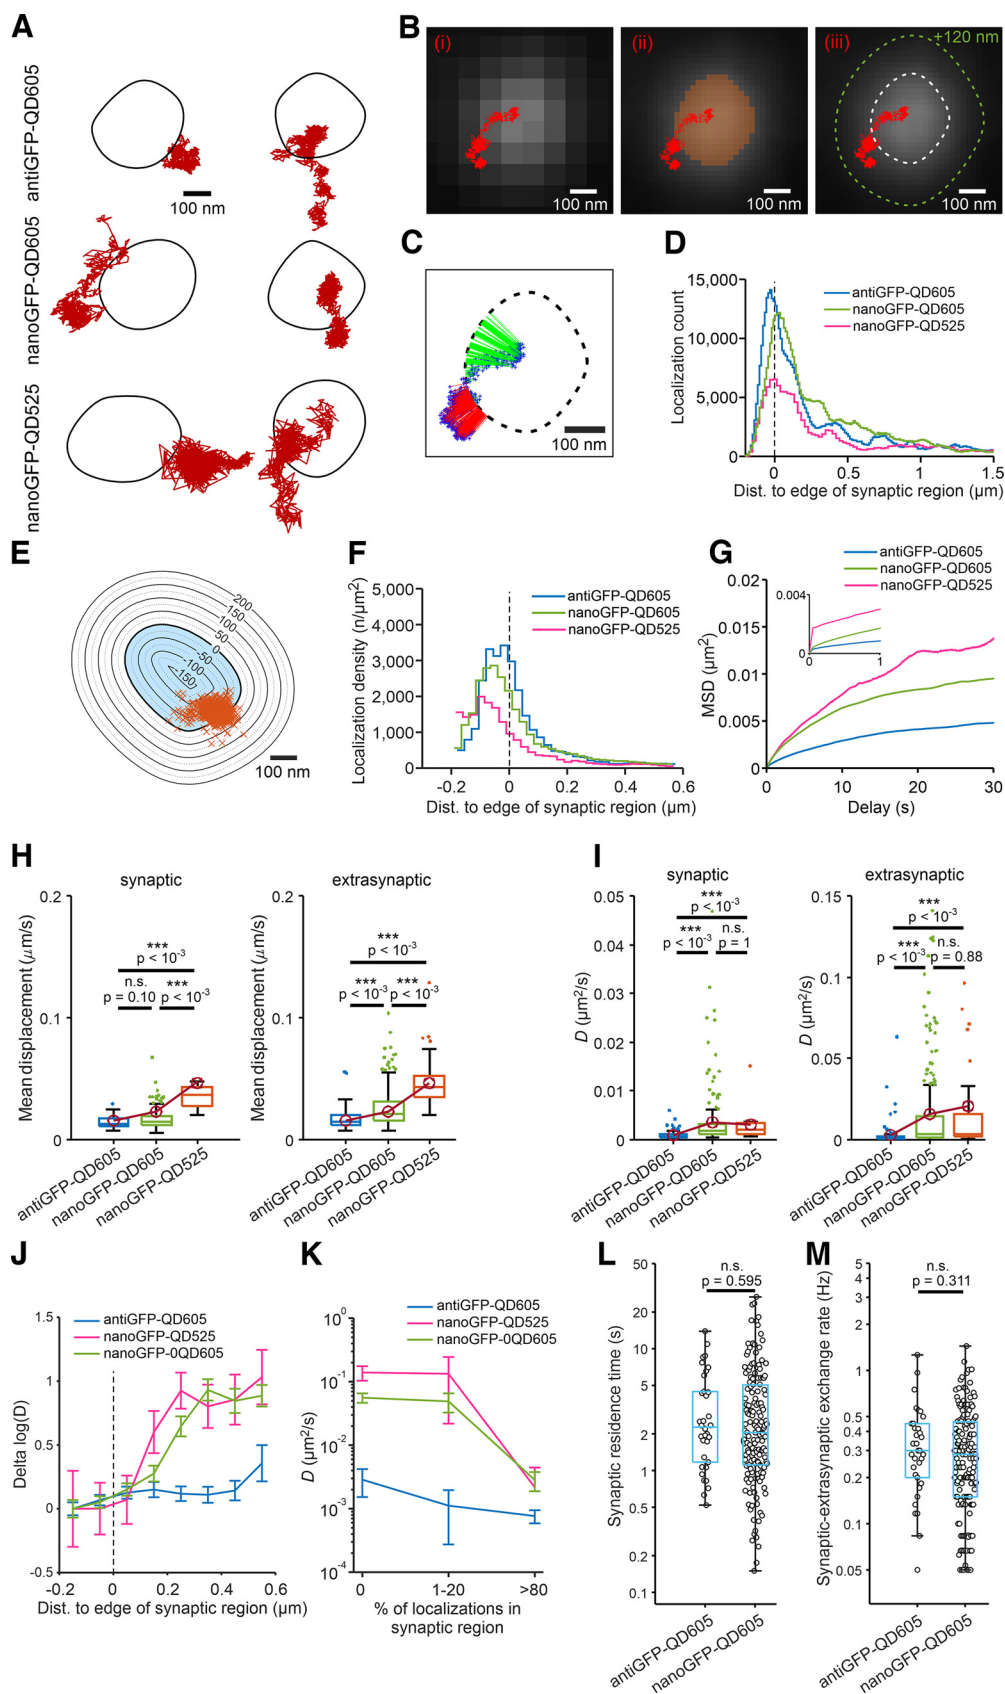 A
antiGFP-QD605
nanoGFP-QD605
nanoGFP-QD525
100 nm
B
(i)
100 nm
(ii)
100 nm
(iii)
+120 nm
100 nm
C
100 nm
D
15,000
10,000
5,000
0
Localization count
antiGFP-QD605
nanoGFP-QD605
nanoGFP-QD525
0
0.5
1
1.5
Dist. to edge of synaptic region (µm)
E
200
150
100
50
0
-50
-100
-150
100 nm
F
Localization density (n/µm²)
5,000
4,000
3,000
2,000
1,000
0
antiGFP-QD605
nanoGFP-QD605
nanoGFP-QD525
-0.2
0
0.2
0.4
0.6
Dist. to edge of synaptic region (µm)
G
antiGFP-QD605
nanoGFP-QD605
nanoGFP-QD525
MSD (µm²)
0.02
0.015
0.01
0.005
0
0.004
0
0
1
0
10
20
30
Delay (s)
H
synaptic
Mean displacement (µm/s)
0.2
0.1
0
***
p < 10⁻³
n.s.
p = 0.10
***
p < 10⁻³
antiGFP-QD605
nanoGFP-QD605
nanoGFP-QD525
extrasynaptic
Mean displacement (µm/s)
0.2
0.1
0
***
p < 10⁻³
***
p < 10⁻³
***
p < 10⁻³
antiGFP-QD605
nanoGFP-QD605
nanoGFP-QD525
I
synaptic
D (µm²/s)
0.05
0.04
0.03
0.02
0.01
0
***
p < 10⁻³
***
p < 10⁻³
n.s.
p = 1
antiGFP-QD605
nanoGFP-QD605
nanoGFP-QD525
extrasynaptic
D (µm²/s)
0.15
0.1
0.05
0
***
p < 10⁻³
***
p < 10⁻³
n.s.
p = 0.88
antiGFP-QD605
nanoGFP-QD605
nanoGFP-QD525
J
Delta log(D)
1.5
1
0.5
0
-0.5
antiGFP-QD605
nanoGFP-QD525
nanoGFP-0QD605
-0.2
0
0.2
0.4
0.6
Dist. to edge of synaptic region (µm)
K
D (µm²/s)
10⁰
10⁻¹
10⁻²
10⁻³
10⁻⁴
antiGFP-QD605
nanoGFP-QD525
nanoGFP-0QD605
0
1-20
>80
% of localizations in
synaptic region
L
Synaptic residence time (s)
50
20
10
5
2
1
0.5
0.2
0.1
n.s.
p = 0.595
antiGFP-QD605
nanoGFP-QD605
M
Synaptic-extrasynaptic exchange rate (Hz)
5
4
3
2
1
0.5
0.4
0.3
0.2
0.1
0.05
n.s.
p = 0.311
antiGFP-QD605
nanoGFP-QD605